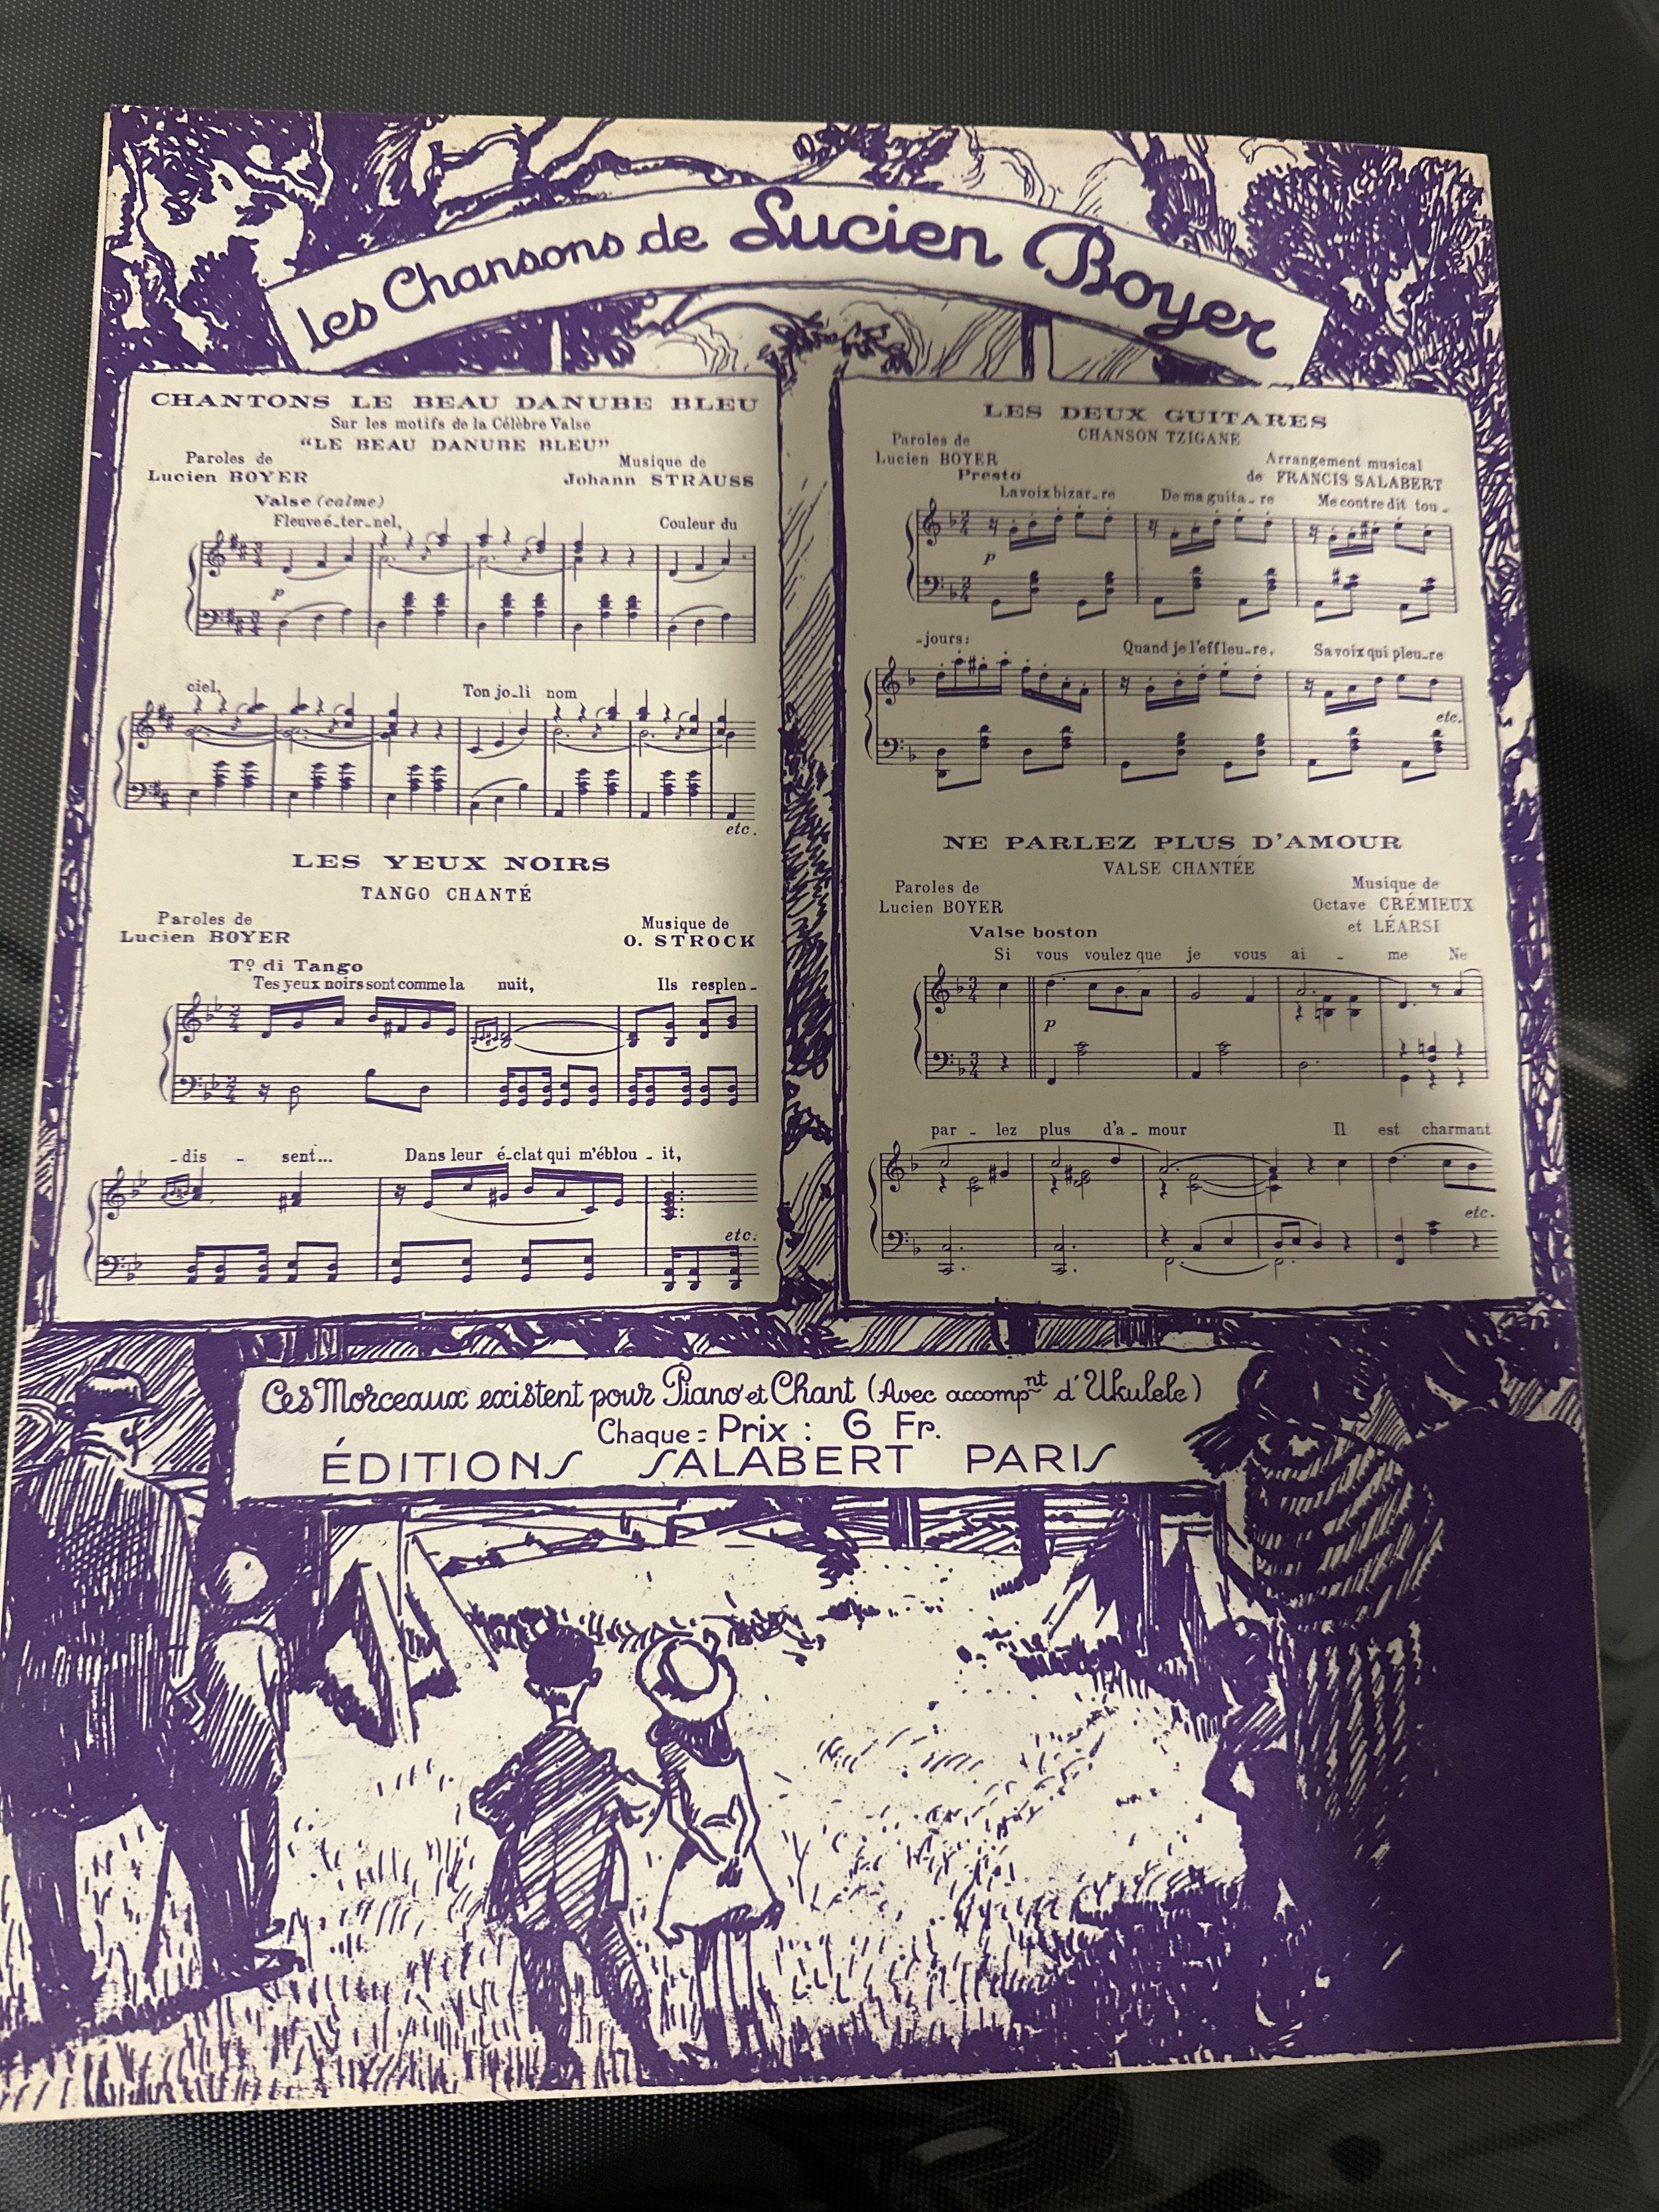 Les Chansons de Lucien Boyer
CHANTONS LE BEAU DANUBE BLEU
Sur les motifs de la Célèbre Valse
“LE BEAU DANUBE BLEU”
Paroles de
Lucien BOYER
Musique de
Johann STRAUSS
Valse (calme)
Fleuve é_ter_nel, Couleur du
p
ciel, Ton jo_li nom
etc.
LES YEUX NOIRS
TANGO CHANTÉ
Paroles de
Lucien BOYER
Musique de
O. STROCK
Tº di Tango
Tes yeux noirs sont comme la nuit, Ils resplen_
_dis _ sent... Dans leur é_clat qui m'éblou _ it,
etc.
LES DEUX GUITARES
CHANSON TZIGANE
Paroles de
Lucien BOYER
Arrangement musical
de FRANCIS SALABERT
Presto
La voix bizar_re De ma guita_re Me contredit tou_
p
_jours: Quand je l'effleu_re, Sa voix qui pleu_re
etc.
NE PARLEZ PLUS D'AMOUR
VALSE CHANTÉE
Paroles de
Lucien BOYER
Musique de
Octave CRÉMIEUX
et LÉARSI
Valse boston
Si vous voulez que je vous ai _ me Ne
p
par _ lez plus d'a _ mour Il est charmant
etc.
Ces Morceaux existent pour Piano et Chant (Avec accompnt d'Ukulele)
Chaque = Prix : 6 Fr.
ÉDITIONS SALABERT PARIS